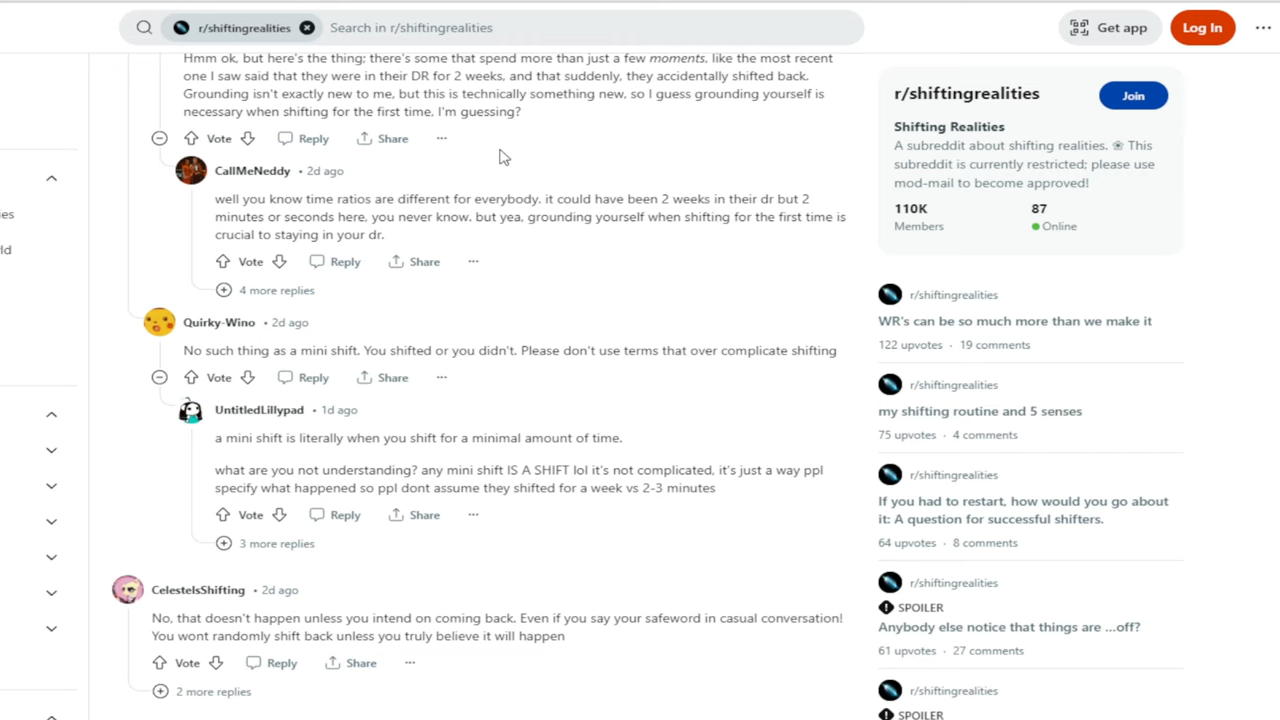 r/shiftingrealities
Search in r/shiftingrealities
Get app
Log In
Hmm ok, but here's the thing; there's some that spend more than just a few moments, like the most recent
one I saw said that they were in their DR for 2 weeks, and that suddenly, they accidentally shifted back.
Grounding isn't exactly new to me, but this is technically something new, so I guess grounding yourself is
necessary when shifting for the first time, I'm guessing?
Vote
Reply
Share
CallMeNeddy • 2d ago
well you know time ratios are different for everybody. it could have been 2 weeks in their dr but 2
minutes or seconds here, you never know. but yea, grounding yourself when shifting for the first time is
crucial to staying in your dr.
Vote
Reply
Share
4 more replies
Quirky-Wino • 2d ago
No such thing as a mini shift. You shifted or you didn't. Please don't use terms that over complicate shifting
Vote
Reply
Share
UntitledLillypad • 1d ago
a mini shift is literally when you shift for a minimal amount of time.
what are you not understanding? any mini shift IS A SHIFT lol it's not complicated, it's just a way ppl
specify what happened so ppl dont assume they shifted for a week vs 2-3 minutes
Vote
Reply
Share
3 more replies
CelesteIsShifting • 2d ago
No, that doesn't happen unless you intend on coming back. Even if you say your safeword in casual conversation!
You wont randomly shift back unless you truly believe it will happen
Vote
Reply
Share
2 more replies
r/shiftingrealities
Join
Shifting Realities
A subreddit about shifting realities. ❀ This
subreddit is currently restricted; please use
mod-mail to become approved!
110K
87
Members
Online
r/shiftingrealities
WR's can be so much more than we make it
122 upvotes · 19 comments
r/shiftingrealities
my shifting routine and 5 senses
75 upvotes · 4 comments
r/shiftingrealities
If you had to restart, how would you go about
it: A question for successful shifters.
64 upvotes · 8 comments
r/shiftingrealities
SPOILER
Anybody else notice that things are ...off?
61 upvotes · 27 comments
r/shiftingrealities
SPOILER